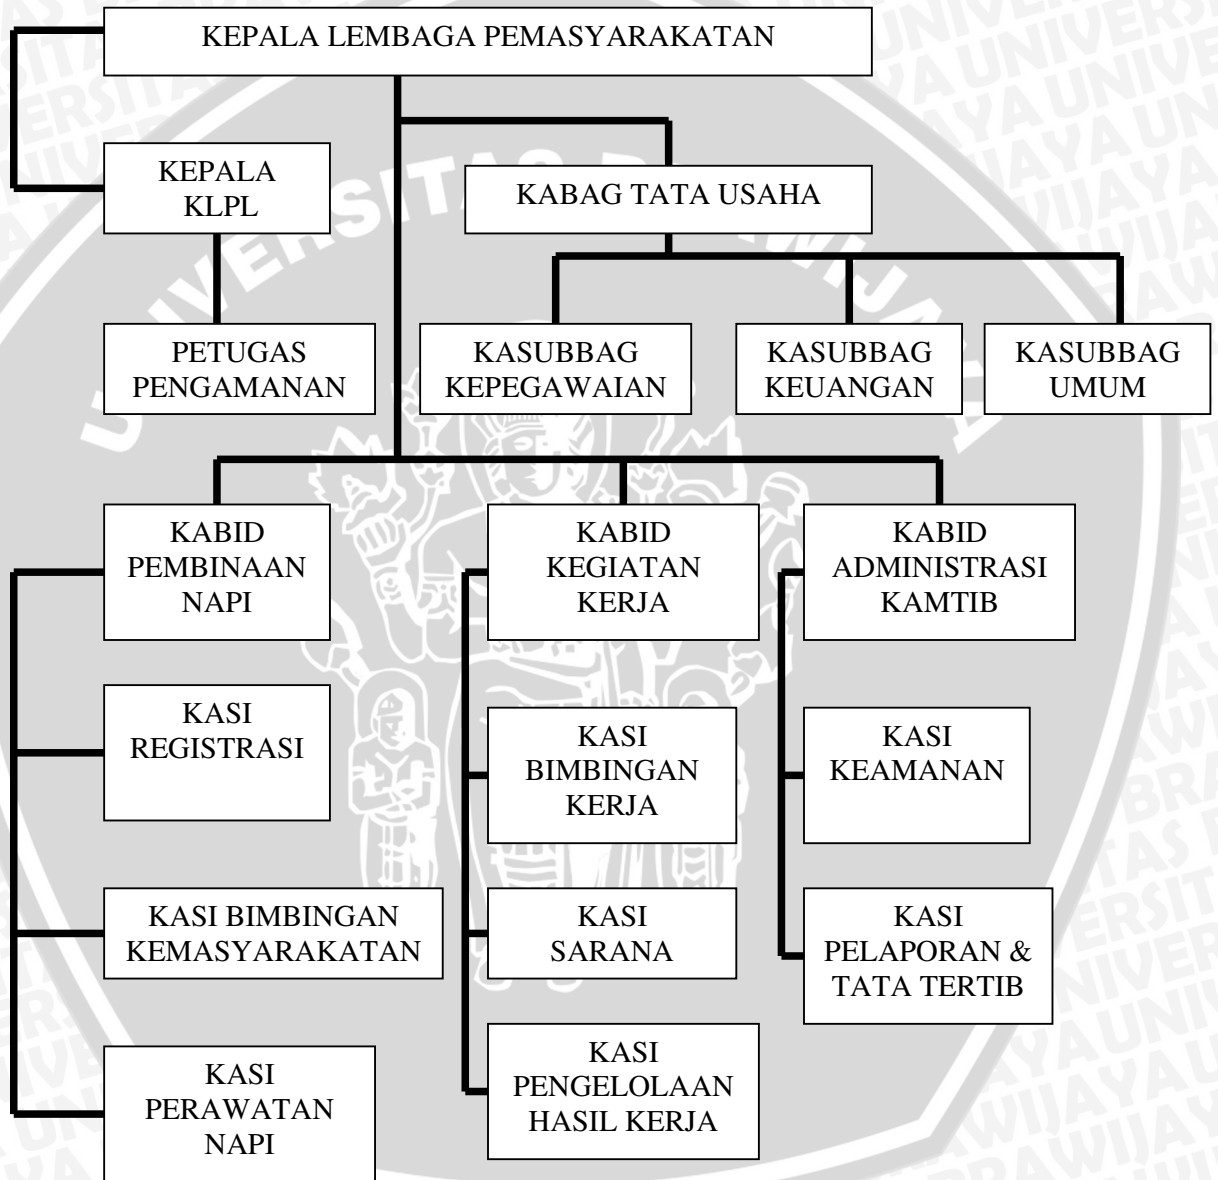 KEPALA LEMBAGA PEMASYARAKATAN
KEPALA
KLPL
KABAG TATA USAHA
PETUGAS
PENGAMANAN
KASUBBAG
KEPEGAWAIAN
KASUBBAG
KEUANGAN
KASUBBAG
UMUM
KABID
PEMBINAAN
NAPI
KABID
KEGIATAN
KERJA
KABID
ADMINISTRASI
KAMTIB
KASI
REGISTRASI
KASI
BIMBINGAN
KERJA
KASI
KEAMANAN
KASI BIMBINGAN
KEMASYARAKATAN
KASI
SARANA
KASI
PELAPORAN &
TATA TERTIB
KASI
PERAWATAN
NAPI
KASI
PENGELOLAAN
HASIL KERJA